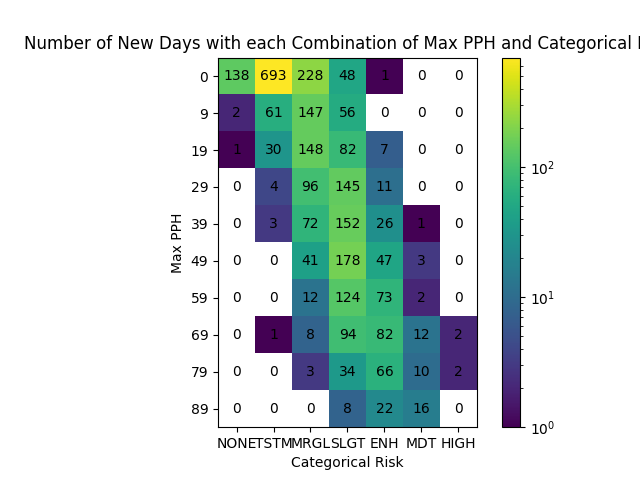 Number of New Days with each Combination of Max PPH and Categorical
0 138 693 228 48 1 0 0
9 2 61 147 56 0 0 0
19 1 30 148 82 7 0 0
29 0 4 96 145 11 0 0
39 0 3 72 152 26 1 0
49 0 0 41 178 47 3 0
59 0 0 12 124 73 2 0
69 0 1 8 94 82 12 2
79 0 0 3 34 66 10 2
89 0 0 0 8 22 16 0
NONE TSTM MRGL SLGT ENH MDT HIGH
Categorical Risk
Max PPH
10²
10¹
10⁰